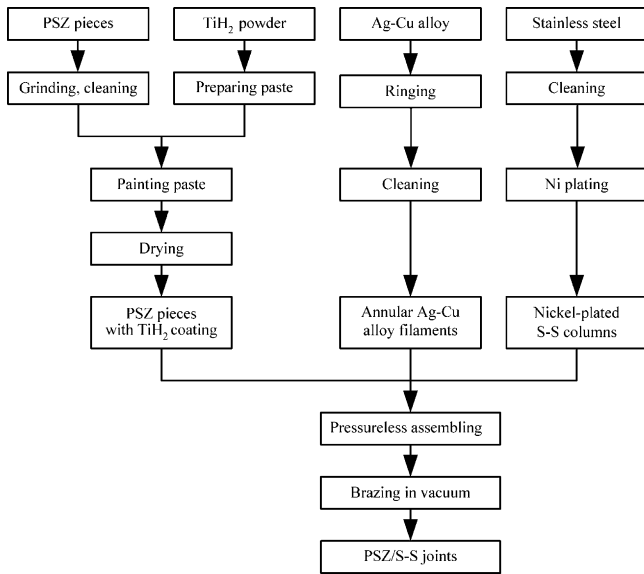 PSZ pieces
TiH₂ powder
Ag-Cu alloy
Stainless steel
Grinding, cleaning
Preparing paste
Ringing
Cleaning
Painting paste
Cleaning
Ni plating
Drying
PSZ pieces
with TiH₂ coating
Annular Ag-Cu
alloy filaments
Nickel-plated
S-S columns
Pressureless assembling
Brazing in vacuum
PSZ/S-S joints